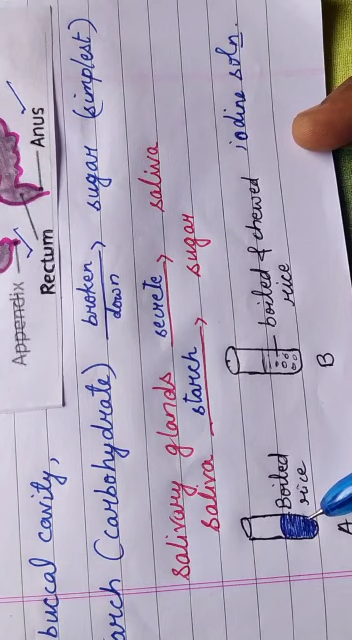 Appendix
Rectum
Anus
buccal cavity,
arch (carbohydrate) broken down → sugar (simplest)
salivary glands secrete → saliva
saliva starch → sugar
iodine soln.
Boiled
rice
boiled & chewed
rice
A
B